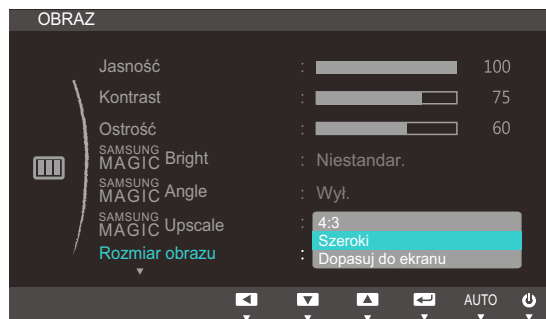 OBRAZ
Jasność : 100
Kontrast : 75
Ostrość : 60
SAMSUNG MAGIC Bright : Niestandar.
SAMSUNG MAGIC Angle : Wył.
SAMSUNG MAGIC Upscale :
4:3
Szeroki
Rozmiar obrazu :
Dopasuj do ekranu
AUTO